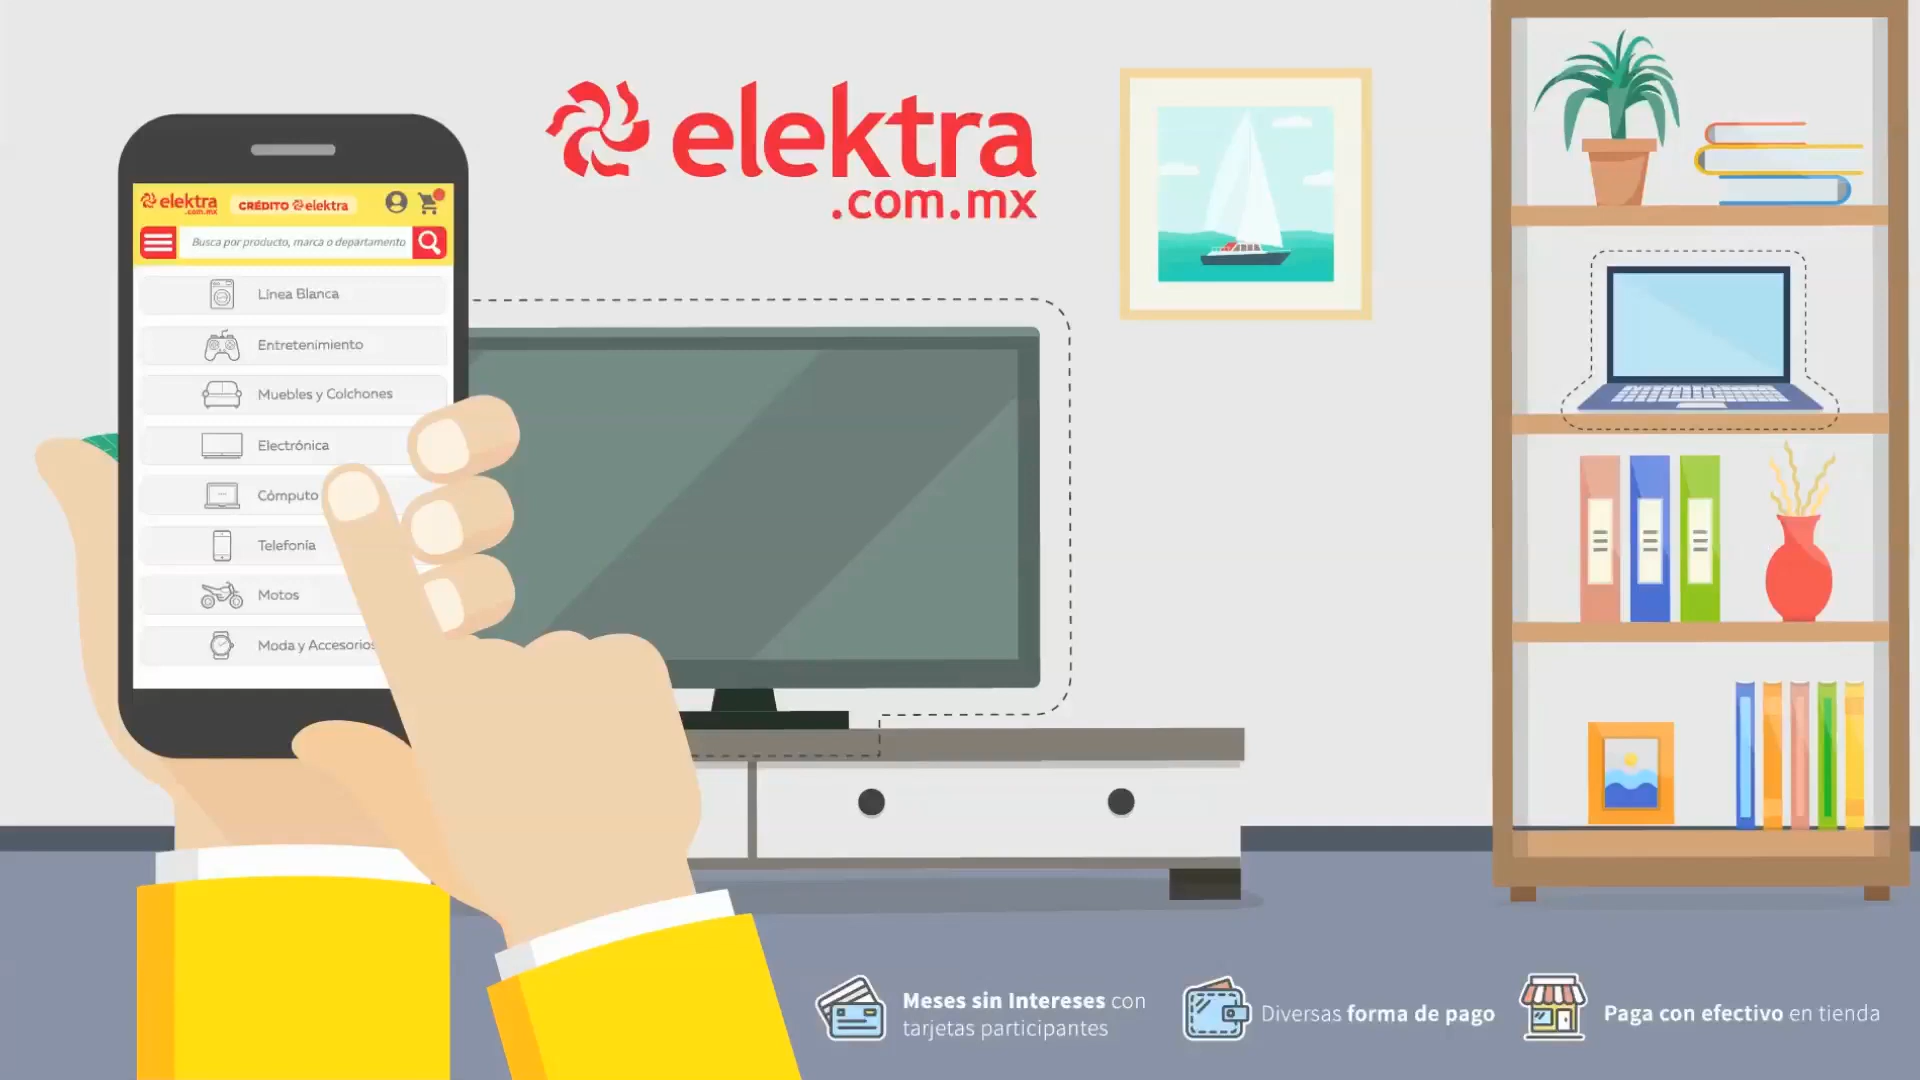 elektra
.com.mx
elektra
.com.mx
CRÉDITO elektra
Busca por producto, marca o departamento
Línea Blanca
Entretenimiento
Muebles y Colchones
Electrónica
Cómputo
Telefonía
Motos
Moda y Accesorios
Meses sin Intereses con
tarjetas participantes
Diversas forma de pago
Paga con efectivo en tienda